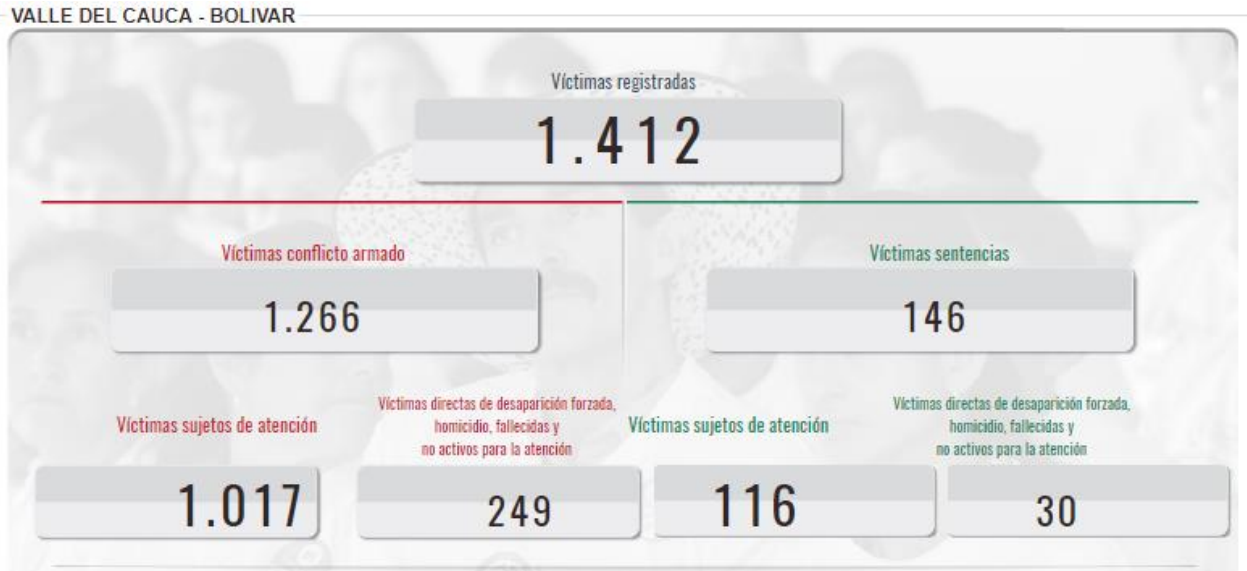 VALLE DEL CAUCA - BOLIVAR
Víctimas registradas
1.412
Víctimas conflicto armado
1.266
Víctimas sentencias
146
Víctimas sujetos de atención
1.017
Víctimas directas de desaparición forzada,
homicidio, fallecidas y
no activos para la atención
249
Víctimas sujetos de atención
116
Víctimas directas de desaparición forzada,
homicidio, fallecidas y
no activos para la atención
30